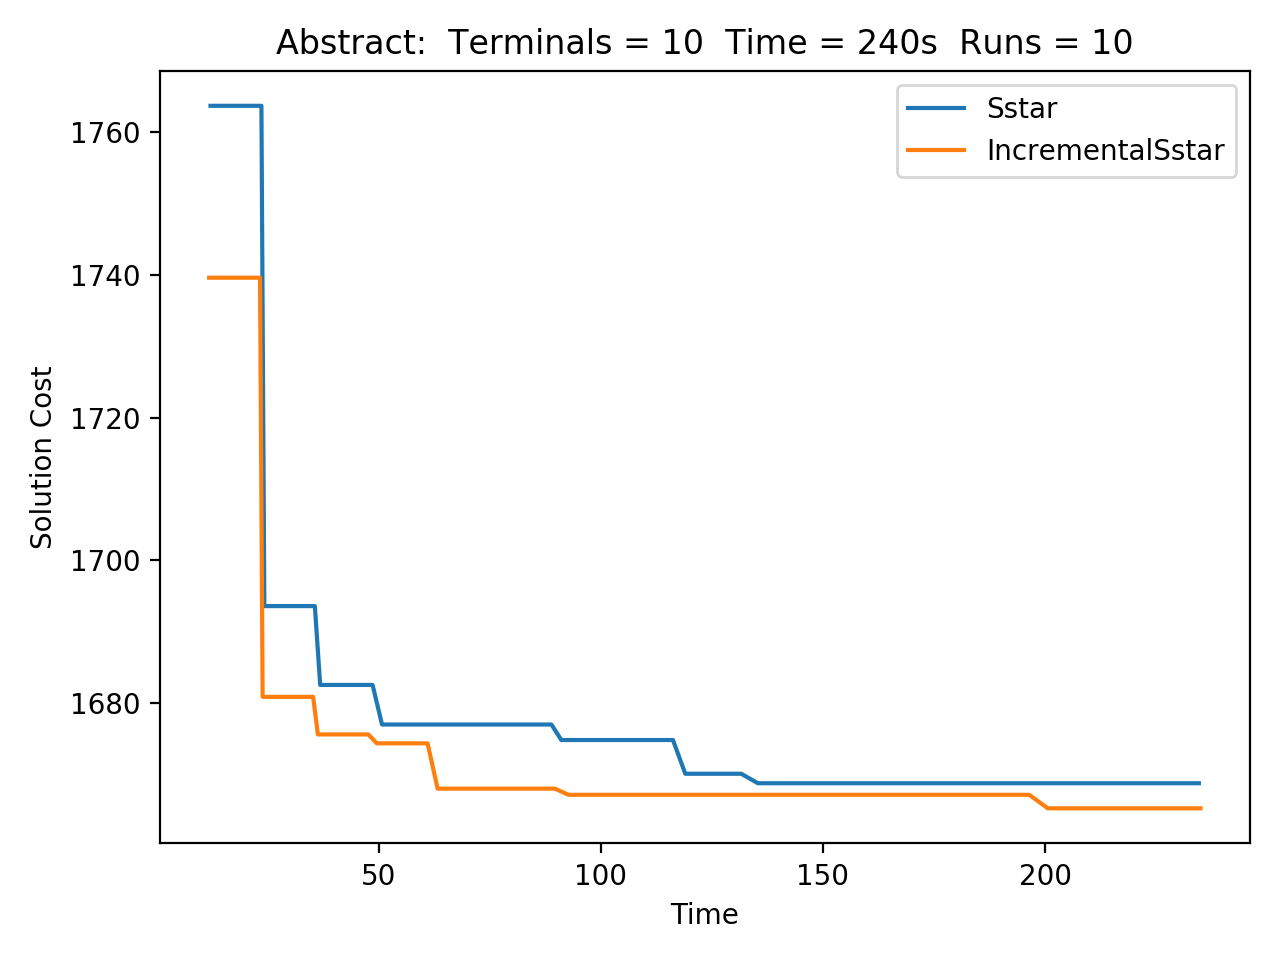 Abstract:  Terminals = 10  Time = 240s  Runs = 10
Sstar
IncrementalSstar
1760
1740
1720
1700
1680
Solution Cost
50
100
150
200
Time